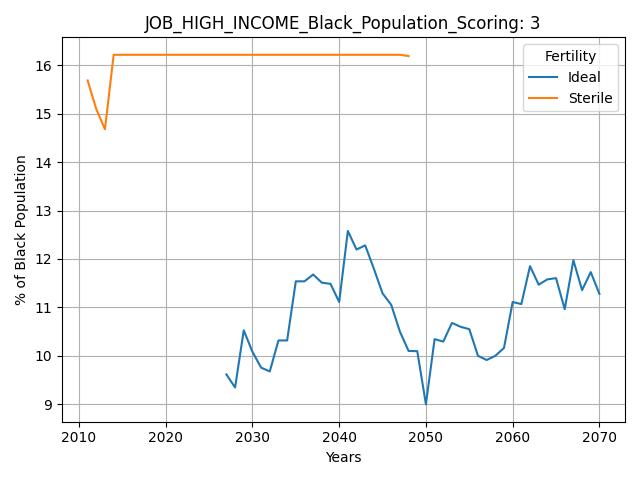 JOB_HIGH_INCOME_Black_Population_Scoring: 3
Fertility
Ideal
Sterile
% of Black Population
16
15
14
13
12
11
10
9
2010 2020 2030 2040 2050 2060 2070
Years